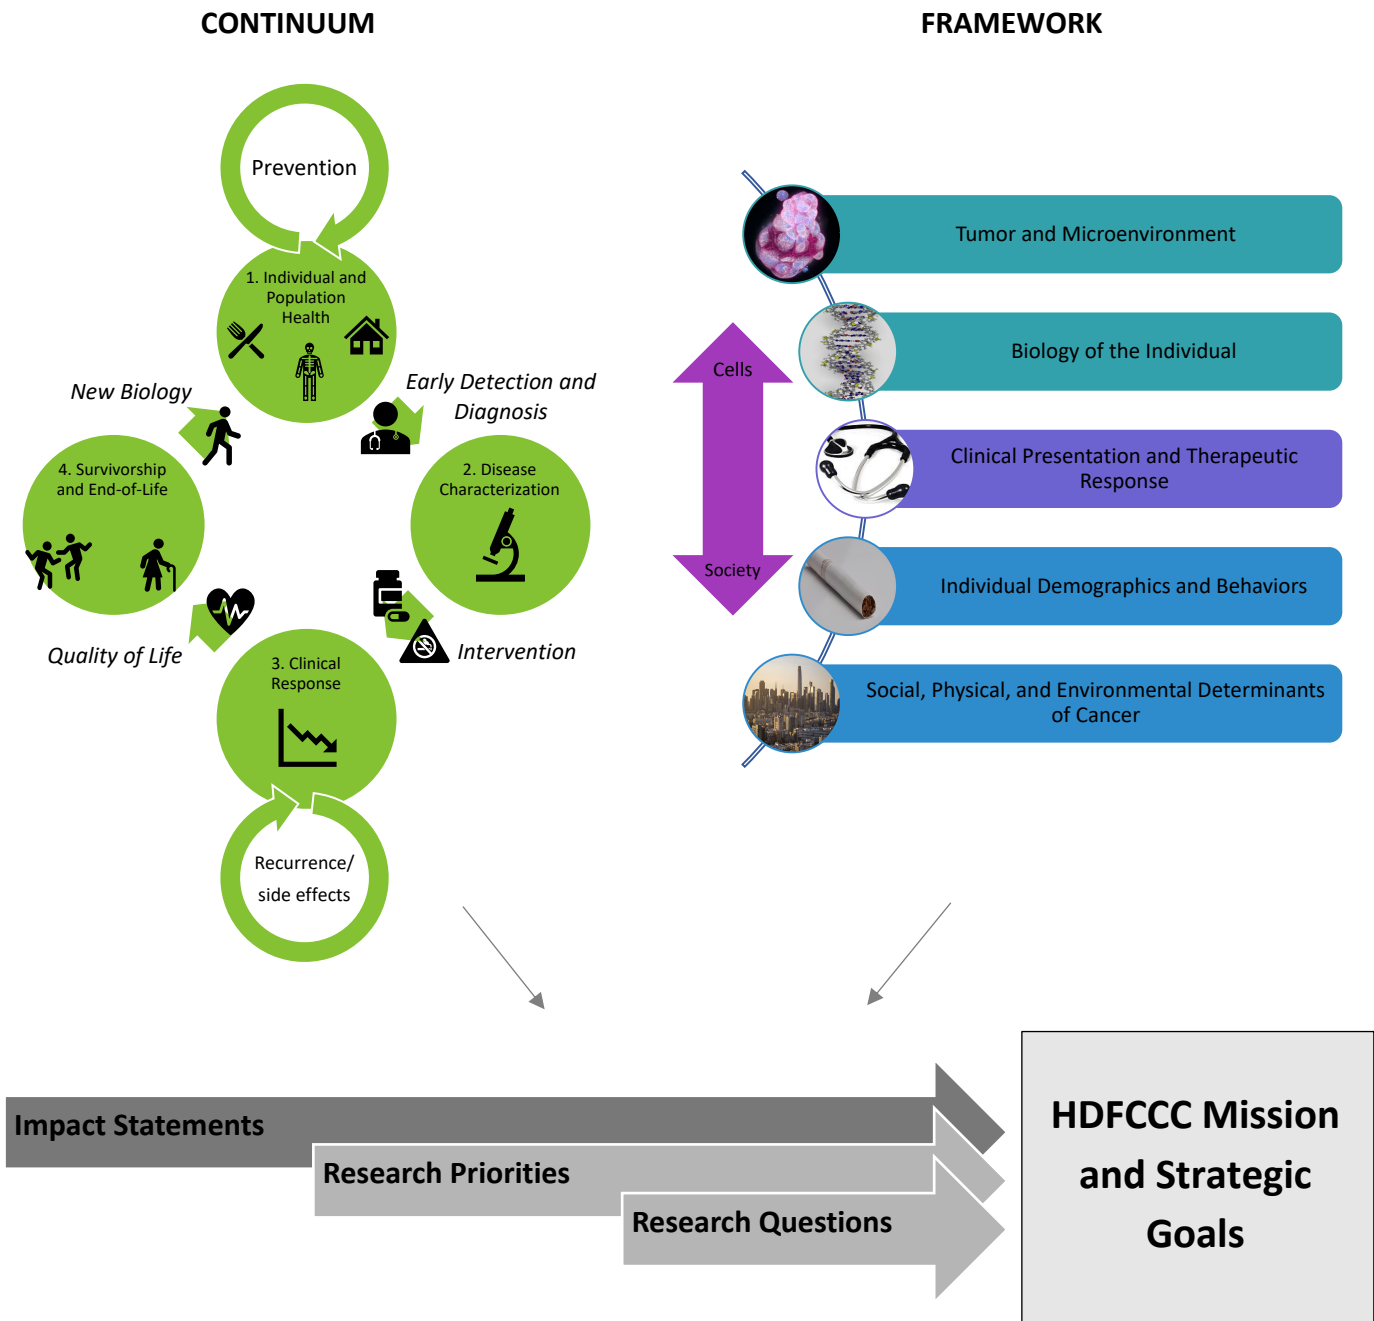 CONTINUUM
FRAMEWORK
Prevention
1. Individual and
Population
Health
New Biology
Early Detection and
Diagnosis
4. Survivorship
and End-of-Life
2. Disease
Characterization
Quality of Life
Intervention
3. Clinical
Response
Recurrence/
side effects
Cells
Society
Tumor and Microenvironment
Biology of the Individual
Clinical Presentation and Therapeutic
Response
Individual Demographics and Behaviors
Social, Physical, and Environmental Determinants
of Cancer
Impact Statements
Research Priorities
Research Questions
HDFCCC Mission
and Strategic
Goals